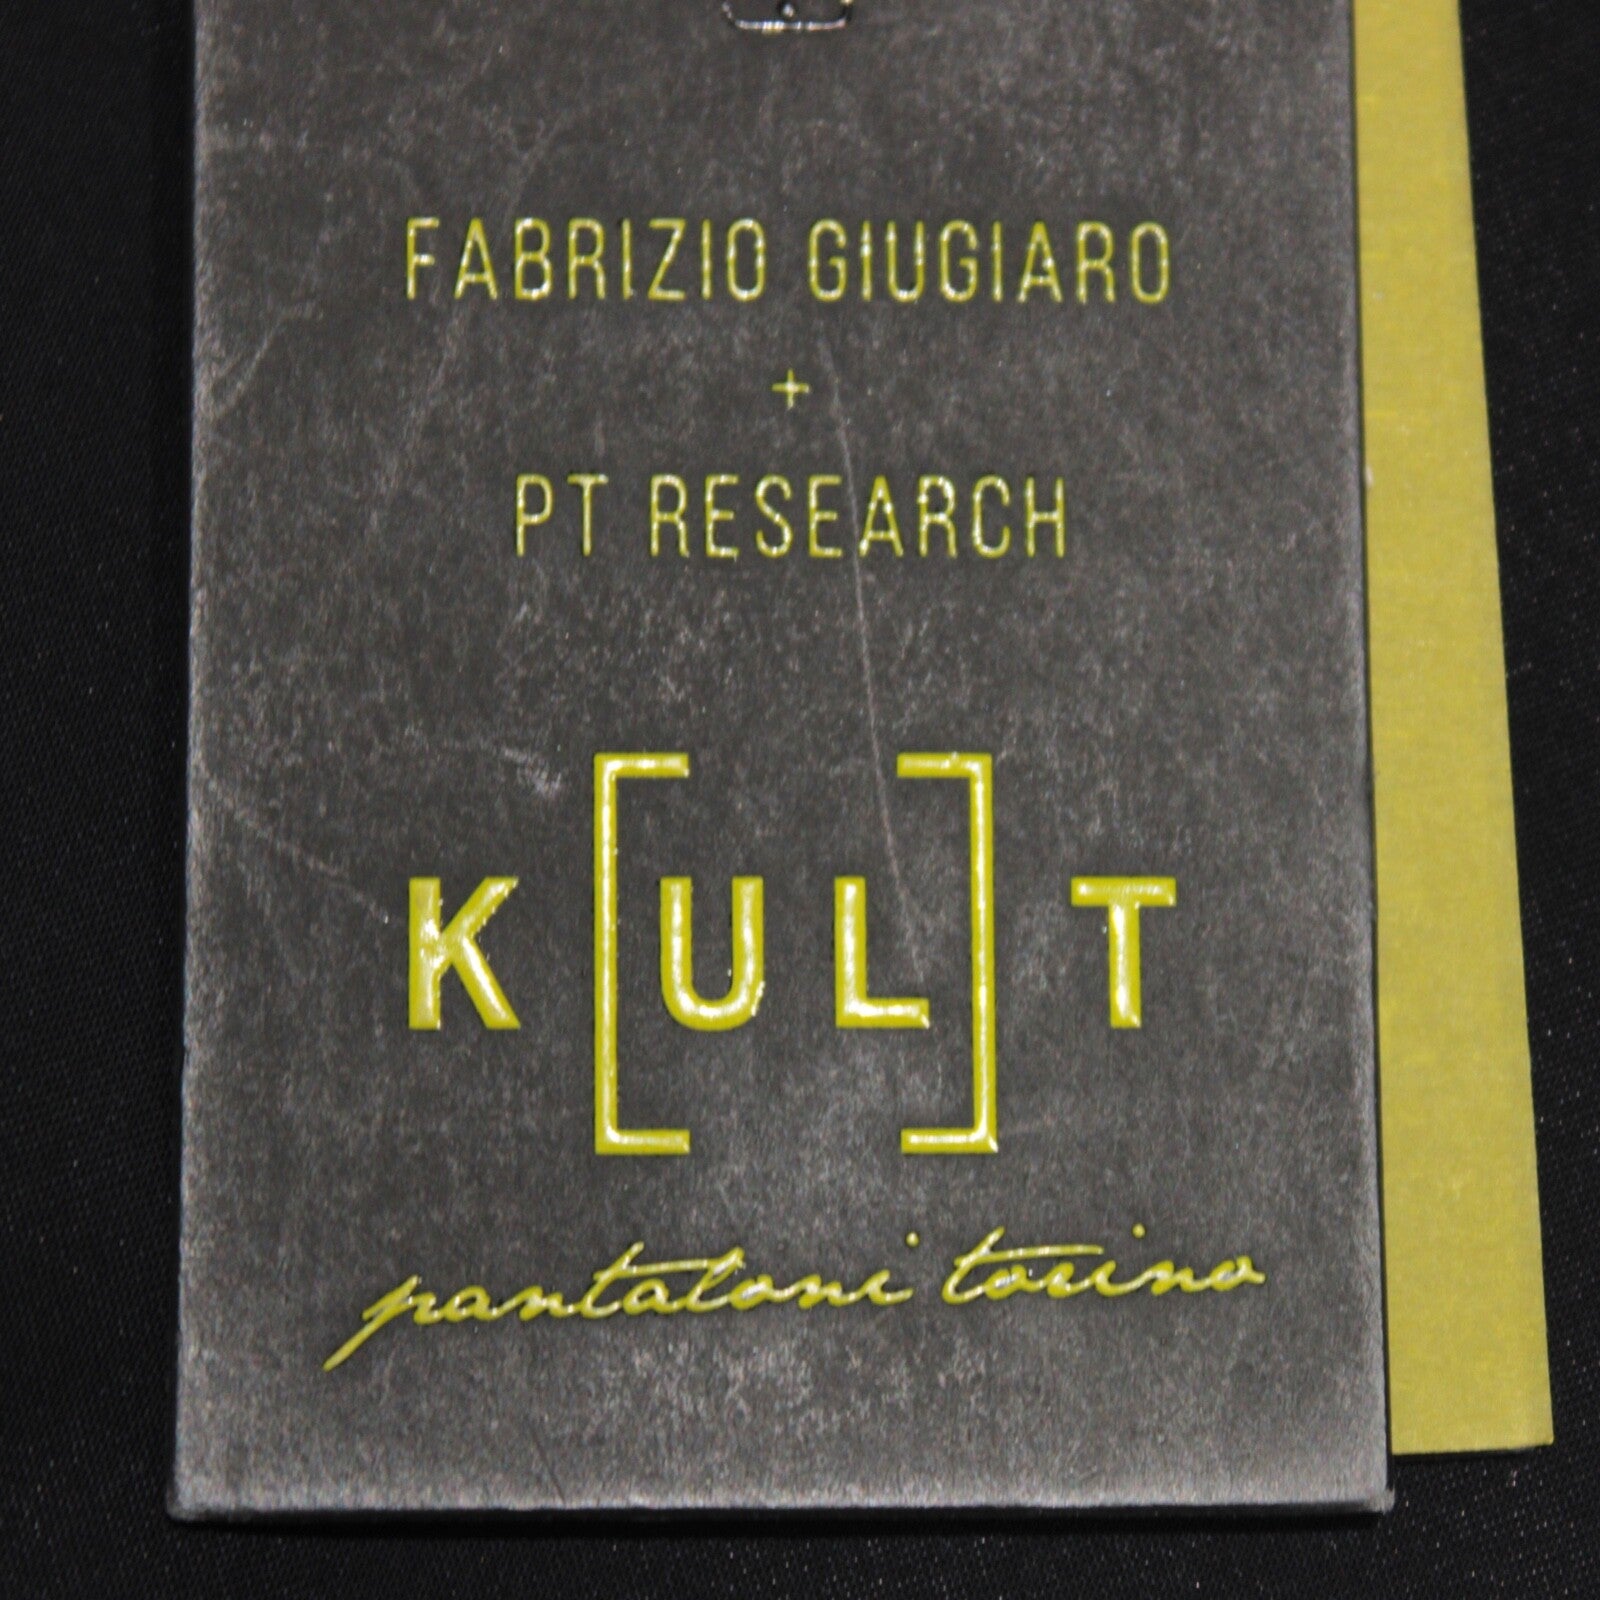 FABRIZIO GIUGIARO
+
PT RESEARCH
K[UL]T
pantaloni torino